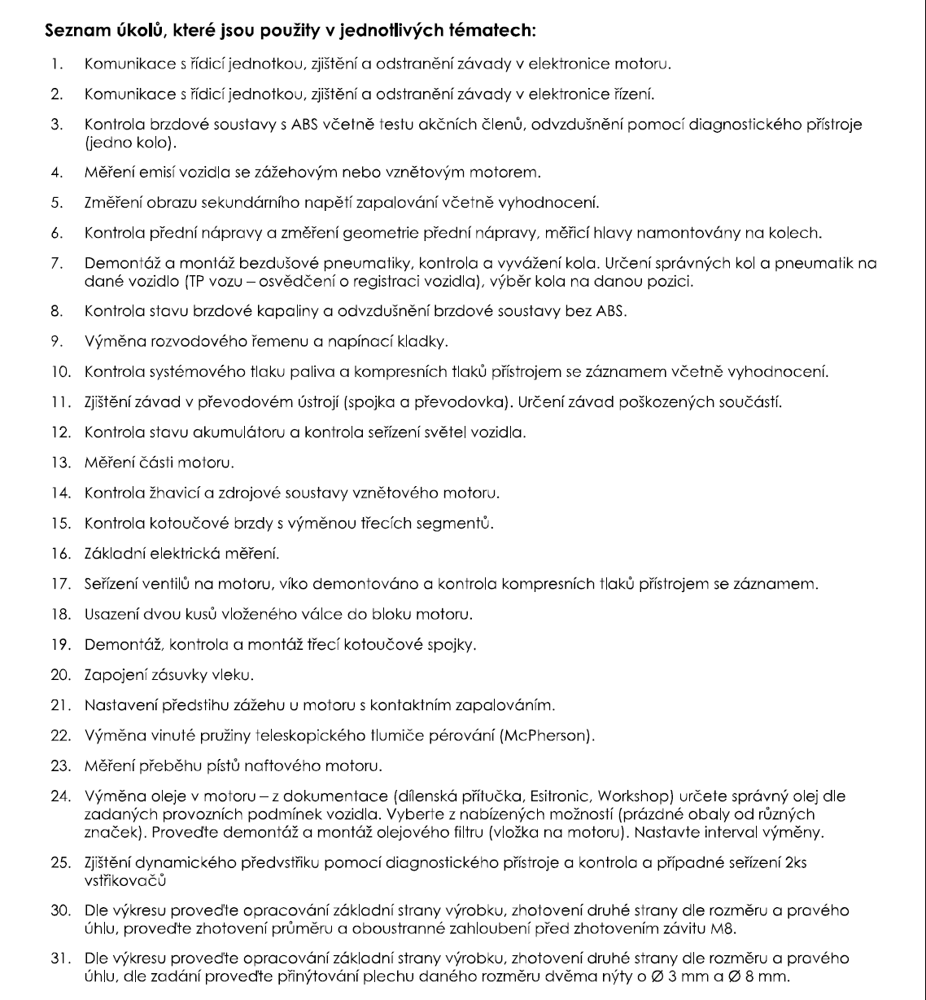 Seznam úkolů, které jsou použity v jednotlivých tématech:
1. Komunikace s řídicí jednotkou, zjištění a odstranění závady v elektronice motoru.
2. Komunikace s řídicí jednotkou, zjištění a odstranění závady v elektronice řízení.
3. Kontrola brzdové soustavy s ABS včetně testu akčních členů, odvzdušnění pomocí diagnostického přístroje
(jedno kolo).
4. Měření emisí vozidla se zážehovým nebo vznětovým motorem.
5. Změření obrazu sekundárního napětí zapalování včetně vyhodnocení.
6. Kontrola přední nápravy a změření geometrie přední nápravy, měřicí hlavy namontovány na kolech.
7. Demontáž a montáž bezdušové pneumatiky, kontrola a vyvážení kola. Určení správných kol a pneumatik na
dané vozidlo (TP vozu – osvědčení o registraci vozidla), výběr kola na danou pozici.
8. Kontrola stavu brzdové kapaliny a odvzdušnění brzdové soustavy bez ABS.
9. Výměna rozvodového řemenu a napínací kladky.
10. Kontrola systémového tlaku paliva a kompresních tlaků přístrojem se záznamem včetně vyhodnocení.
11. Zjištění závad v převodovém ústrojí (spojka a převodovka). Určení závad poškozených součástí.
12. Kontrola stavu akumulátoru a kontrola seřízení světel vozidla.
13. Měření části motoru.
14. Kontrola žhavicí a zdrojové soustavy vznětového motoru.
15. Kontrola kotoučové brzdy s výměnou třecích segmentů.
16. Základní elektrická měření.
17. Seřízení ventilů na motoru, víko demontováno a kontrola kompresních tlaků přístrojem se záznamem.
18. Usazení dvou kusů vloženého válce do bloku motoru.
19. Demontáž, kontrola a montáž třecí kotoučové spojky.
20. Zapojení zásuvky vleku.
21. Nastavení předstihu zážehu u motoru s kontaktním zapalováním.
22. Výměna vinuté pružiny teleskopického tlumiče pérování (McPherson).
23. Měření přeběhu pístů naftového motoru.
24. Výměna oleje v motoru – z dokumentace (dílenská přítučka, Esitronic, Workshop) určete správný olej dle
zadaných provozních podmínek vozidla. Vyberte z nabízených možností (prázdné obaly od různých
značek). Proveďte demontáž a montáž olejového filtru (vložka na motoru). Nastavte interval výměny.
25. Zjištění dynamického předvstřiku pomocí diagnostického přístroje a kontrola a případné seřízení 2ks
vstřikovačů
30. Dle výkresu proveďte opracování základní strany výrobku, zhotovení druhé strany dle rozměru a pravého
úhlu, proveďte zhotovení průměru a oboustranné zahloubení před zhotovením závitu M8.
31. Dle výkresu proveďte opracování základní strany výrobku, zhotovení druhé strany dle rozměru a pravého
úhlu, dle zadání proveďte přinýtování plechu daného rozměru dvěma nýty o Ø 3 mm a Ø 8 mm.